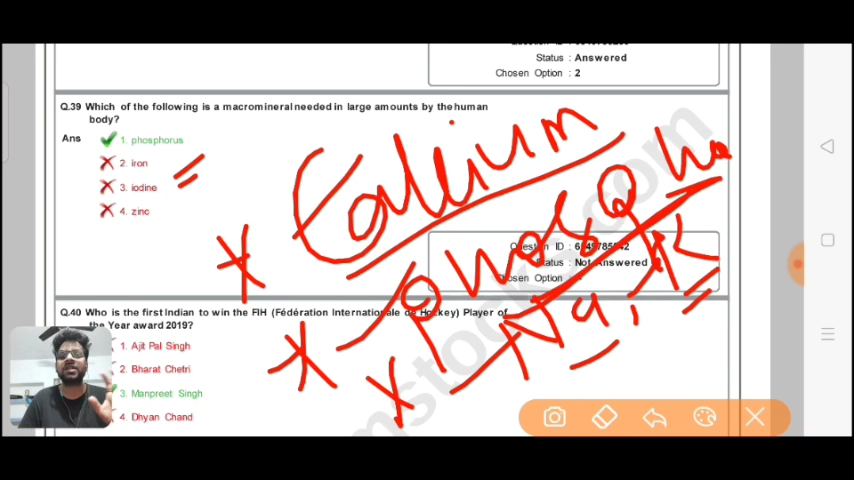 Status : Answered
Chosen Option : 2
Q.39 Which of the following is a macromineral needed in large amounts by the human
body?
Ans 1. phosphorus
2. iron
3. iodine
4. zinc
Calcium
Phosph
Na, K
Status : Not Answered
Chosen Option :
Q.40 Who is the first Indian to win the FIH (Fédération Internationale de Hockey) Player of
the Year award 2019?
1. Ajit Pal Singh
2. Bharat Chetri
3. Manpreet Singh
4. Dhyan Chand